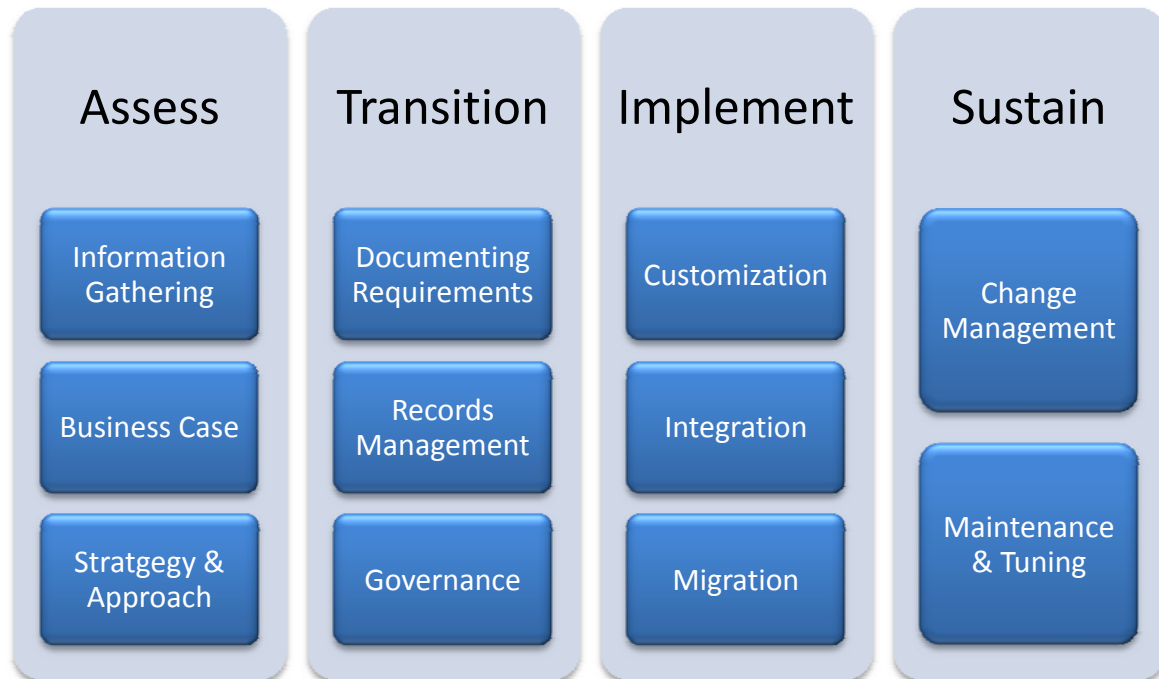 Assess
Information
Gathering
Business Case
Stratgegy &
Approach
Transition
Documenting
Requirements
Records
Management
Governance
Implement
Customization
Integration
Migration
Sustain
Change
Management
Maintenance
& Tuning